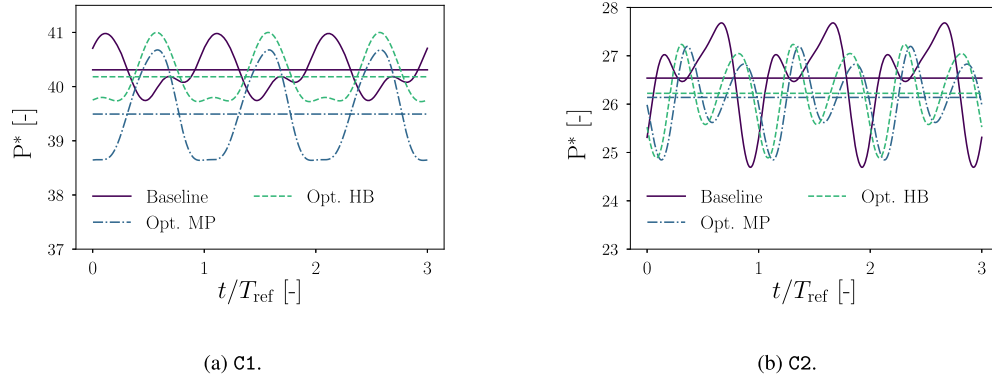 41
40
39
38
37
P* [-]
Baseline
Opt. HB
Opt. MP
0
1
2
3
t/T_ref [-]
(a) C1.
28
27
26
25
24
23
P* [-]
Baseline
Opt. HB
Opt. MP
0
1
2
3
t/T_ref [-]
(b) C2.